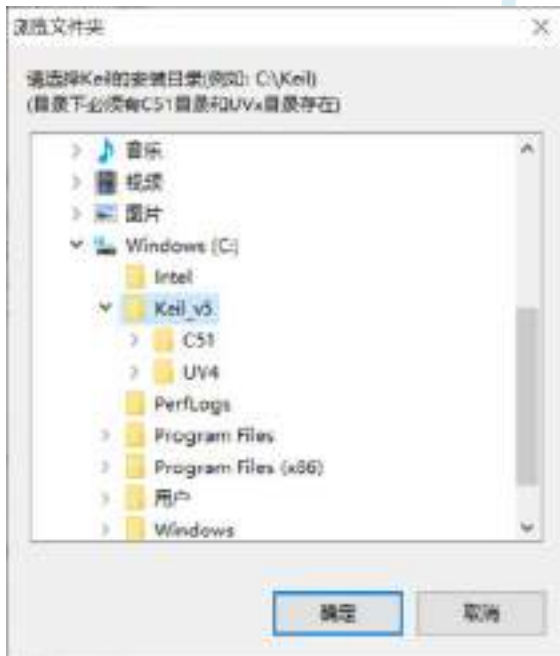 浏览文件夹
请选择Keil的安装目录(例如: C:\Keil)
(目录下必须有C51目录和UVx目录存在)
音乐
视频
图片
Windows (C:)
Intel
Keil_v5
C51
UV4
PerfLogs
Program Files
Program Files (x86)
用户
Windows
确定
取消